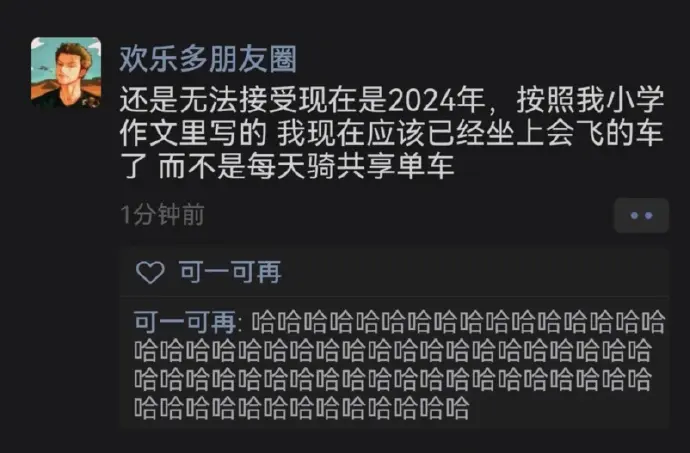 欢乐多朋友圈
还是无法接受现在是2024年，按照我小学
作文里写的 我现在应该已经坐上会飞的车
了 而不是每天骑共享单车
1分钟前
可一可再
可一可再: 哈哈哈哈哈哈哈哈哈哈哈哈哈哈哈哈
哈哈哈哈哈哈哈哈哈哈哈哈哈哈哈哈哈哈哈哈
哈哈哈哈哈哈哈哈哈哈哈哈哈哈哈哈哈哈哈哈
哈哈哈哈哈哈哈哈哈哈哈哈哈